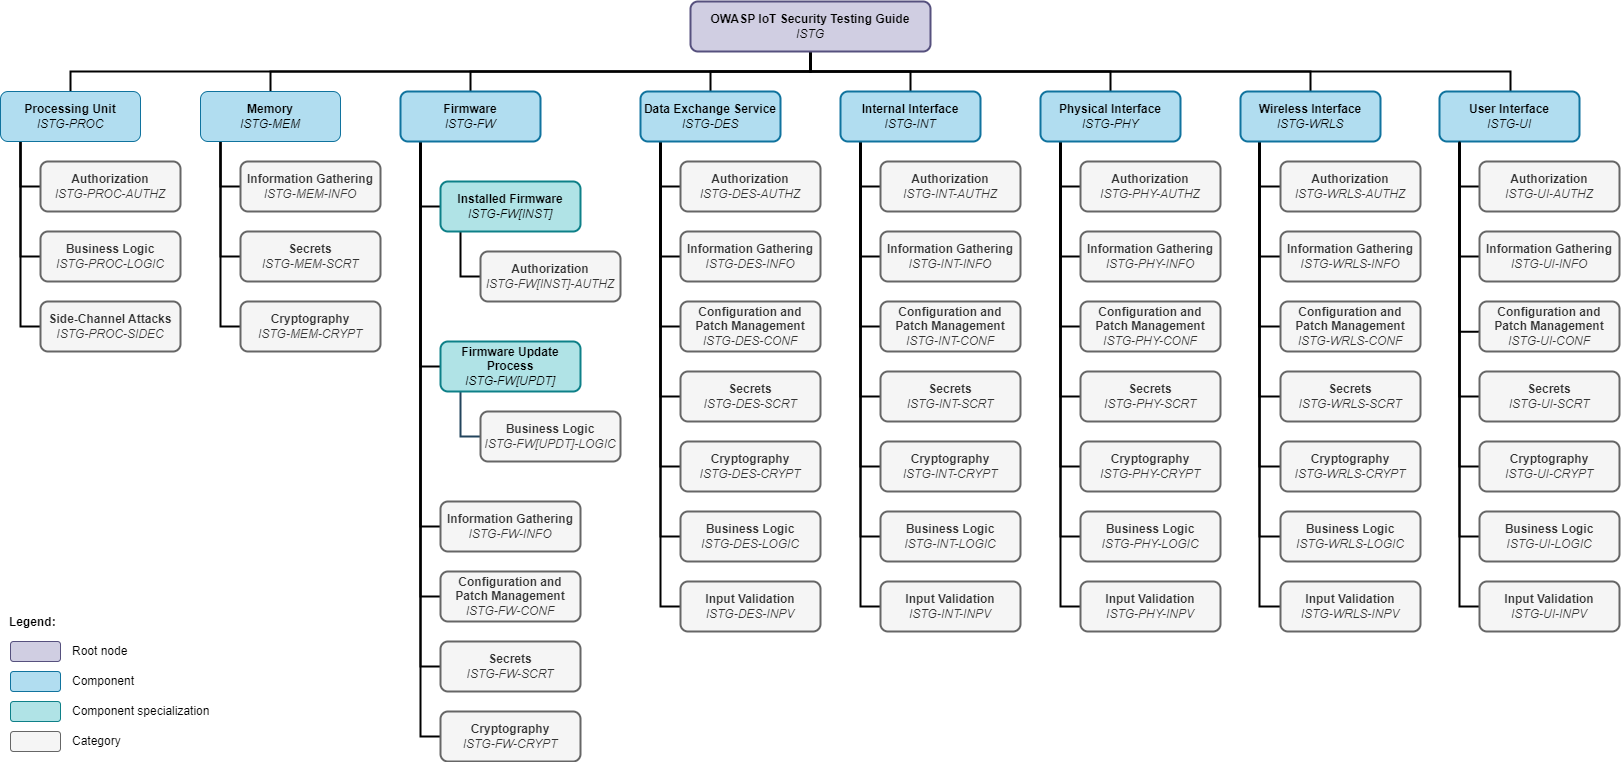 OWASP IoT Security Testing Guide
ISTG
Processing Unit
ISTG-PROC
Authorization
ISTG-PROC-AUTHZ
Business Logic
ISTG-PROC-LOGIC
Side-Channel Attacks
ISTG-PROC-SIDEC
Memory
ISTG-MEM
Information Gathering
ISTG-MEM-INFO
Secrets
ISTG-MEM-SCRT
Cryptography
ISTG-MEM-CRYPT
Firmware
ISTG-FW
Installed Firmware
ISTG-FW[INST]
Authorization
ISTG-FW[INST]-AUTHZ
Firmware Update
Process
ISTG-FW[UPDT]
Business Logic
ISTG-FW[UPDT]-LOGIC
Information Gathering
ISTG-FW-INFO
Configuration and
Patch Management
ISTG-FW-CONF
Secrets
ISTG-FW-SCRT
Cryptography
ISTG-FW-CRYPT
Data Exchange Service
ISTG-DES
Authorization
ISTG-DES-AUTHZ
Information Gathering
ISTG-DES-INFO
Configuration and
Patch Management
ISTG-DES-CONF
Secrets
ISTG-DES-SCRT
Cryptography
ISTG-DES-CRYPT
Business Logic
ISTG-DES-LOGIC
Input Validation
ISTG-DES-INPV
Internal Interface
ISTG-INT
Authorization
ISTG-INT-AUTHZ
Information Gathering
ISTG-INT-INFO
Configuration and
Patch Management
ISTG-INT-CONF
Secrets
ISTG-INT-SCRT
Cryptography
ISTG-INT-CRYPT
Business Logic
ISTG-INT-LOGIC
Input Validation
ISTG-INT-INPV
Physical Interface
ISTG-PHY
Authorization
ISTG-PHY-AUTHZ
Information Gathering
ISTG-PHY-INFO
Configuration and
Patch Management
ISTG-PHY-CONF
Secrets
ISTG-PHY-SCRT
Cryptography
ISTG-PHY-CRYPT
Business Logic
ISTG-PHY-LOGIC
Input Validation
ISTG-PHY-INPV
Wireless Interface
ISTG-WRLS
Authorization
ISTG-WRLS-AUTHZ
Information Gathering
ISTG-WRLS-INFO
Configuration and
Patch Management
ISTG-WRLS-CONF
Secrets
ISTG-WRLS-SCRT
Cryptography
ISTG-WRLS-CRYPT
Business Logic
ISTG-WRLS-LOGIC
Input Validation
ISTG-WRLS-INPV
User Interface
ISTG-UI
Authorization
ISTG-UI-AUTHZ
Information Gathering
ISTG-UI-INFO
Configuration and
Patch Management
ISTG-UI-CONF
Secrets
ISTG-UI-SCRT
Cryptography
ISTG-UI-CRYPT
Business Logic
ISTG-UI-LOGIC
Input Validation
ISTG-UI-INPV
Legend:
Root node
Component
Component specialization
Category